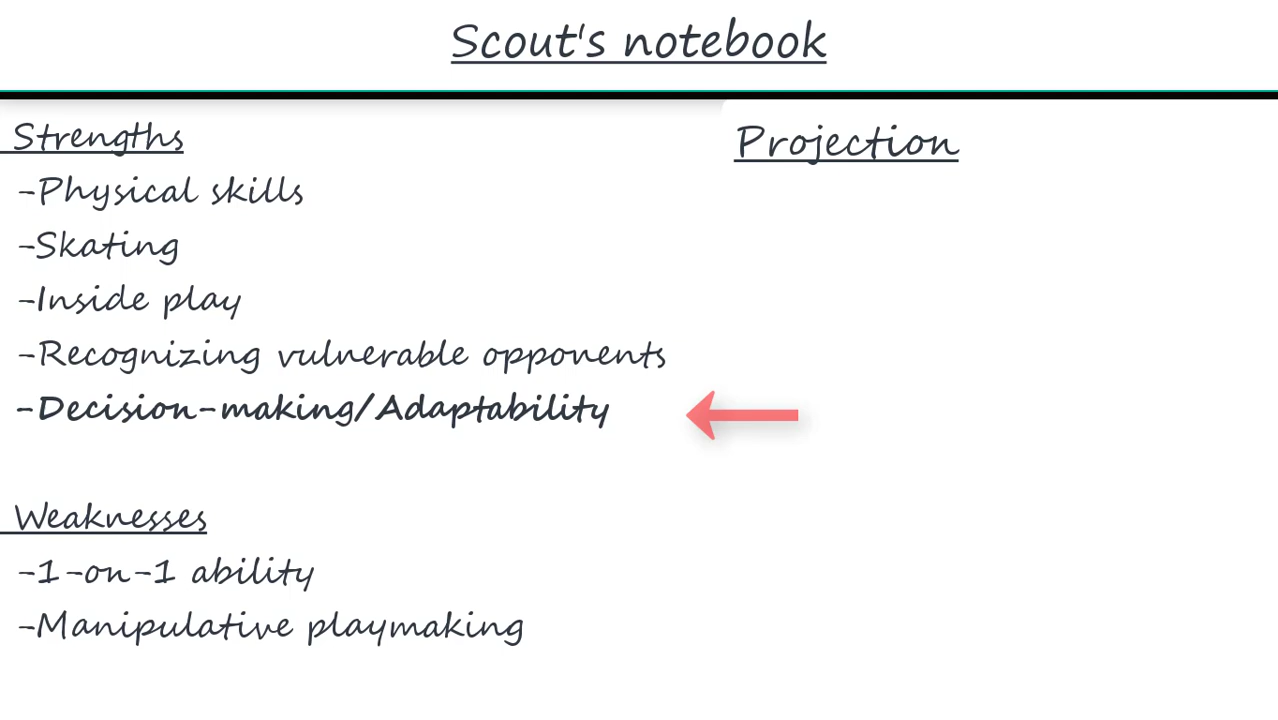 Scout's notebook
Strengths
-Physical skills
-Skating
-Inside play
-Recognizing vulnerable opponents
-Decision-making/Adaptability
Weaknesses
-1-on-1 ability
-Manipulative playmaking
Projection